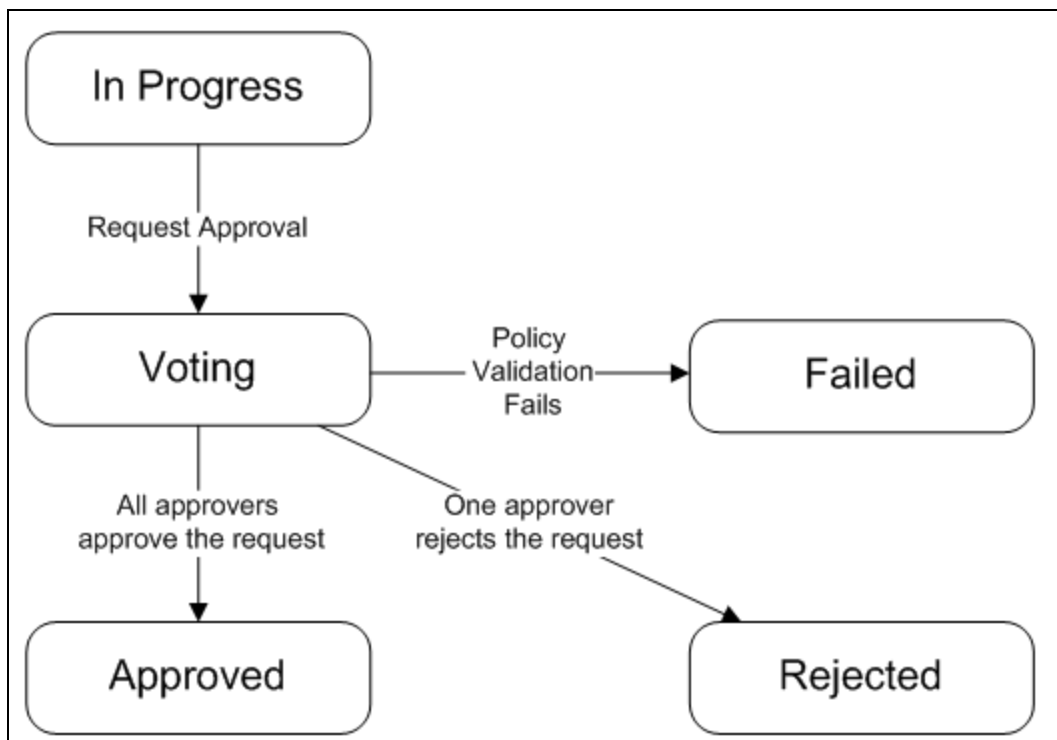 In Progress
Request Approval
Voting
Policy
Validation
Fails
Failed
All approvers
approve the request
One approver
rejects the request
Approved
Rejected